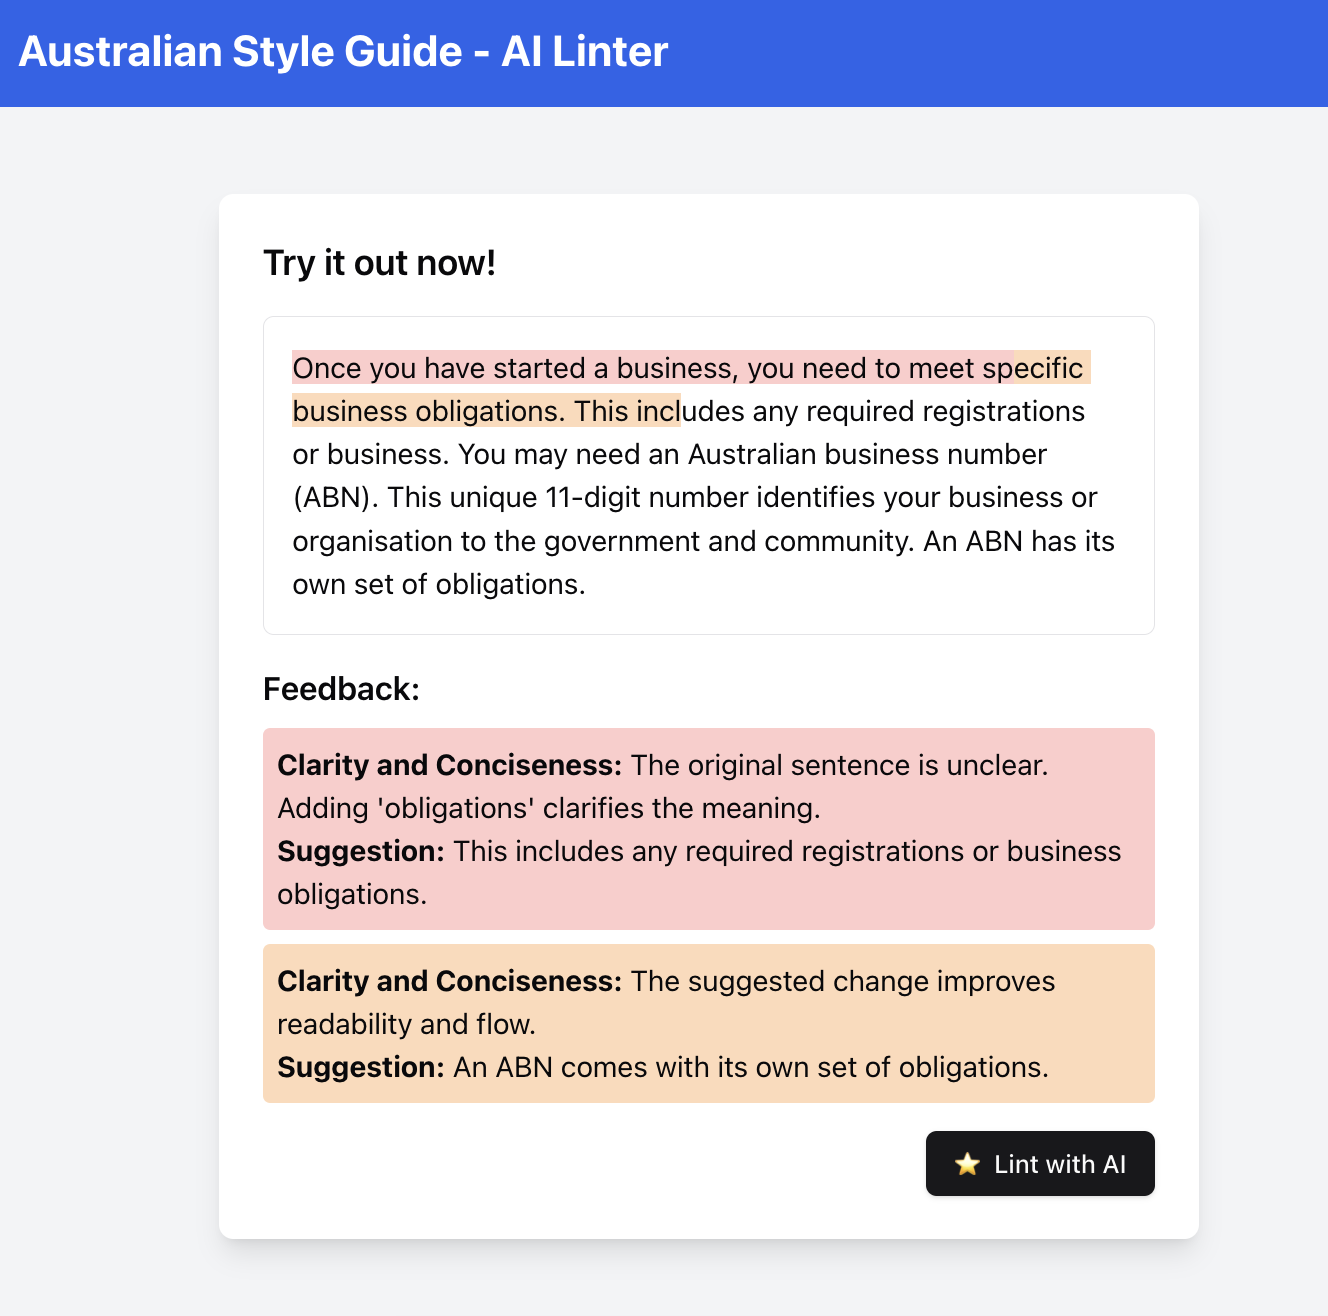 Australian Style Guide - AI Linter
Try it out now!
Once you have started a business, you need to meet specific
business obligations. This includes any required registrations
or business. You may need an Australian business number
(ABN). This unique 11-digit number identifies your business or
organisation to the government and community. An ABN has its
own set of obligations.
Feedback:
Clarity and Conciseness: The original sentence is unclear.
Adding 'obligations' clarifies the meaning.
Suggestion: This includes any required registrations or business
obligations.
Clarity and Conciseness: The suggested change improves
readability and flow.
Suggestion: An ABN comes with its own set of obligations.
Lint with AI